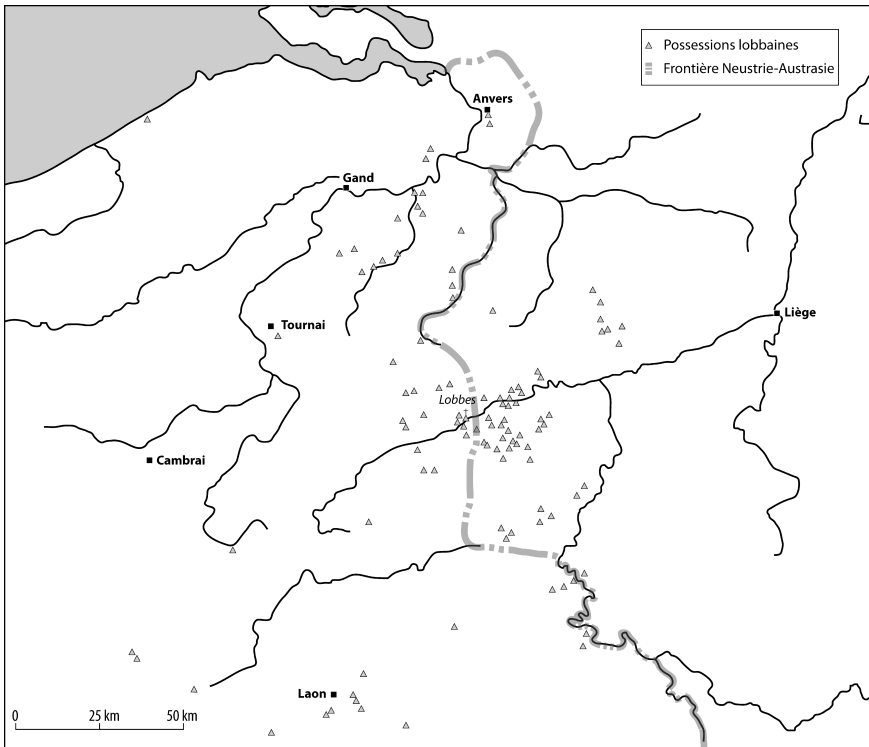 Possessions lobbaines
Frontière Neustrie-Austrasie
Anvers
Gand
Liège
Tournai
Lobbes
Cambrai
Laon
0 25 km 50 km